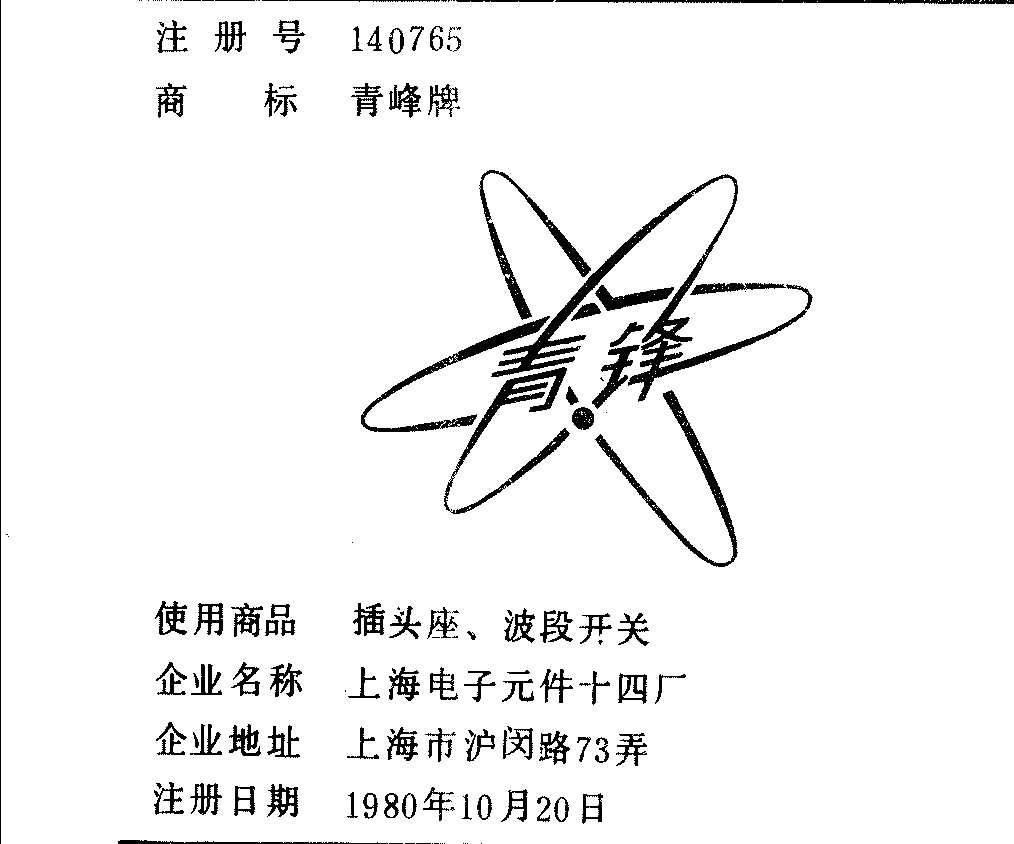 注册号 140765
商标 青峰牌
青锋
使用商品 插头座、波段开关
企业名称 上海电子元件十四厂
企业地址 上海市沪闵路73弄
注册日期 1980年10月20日